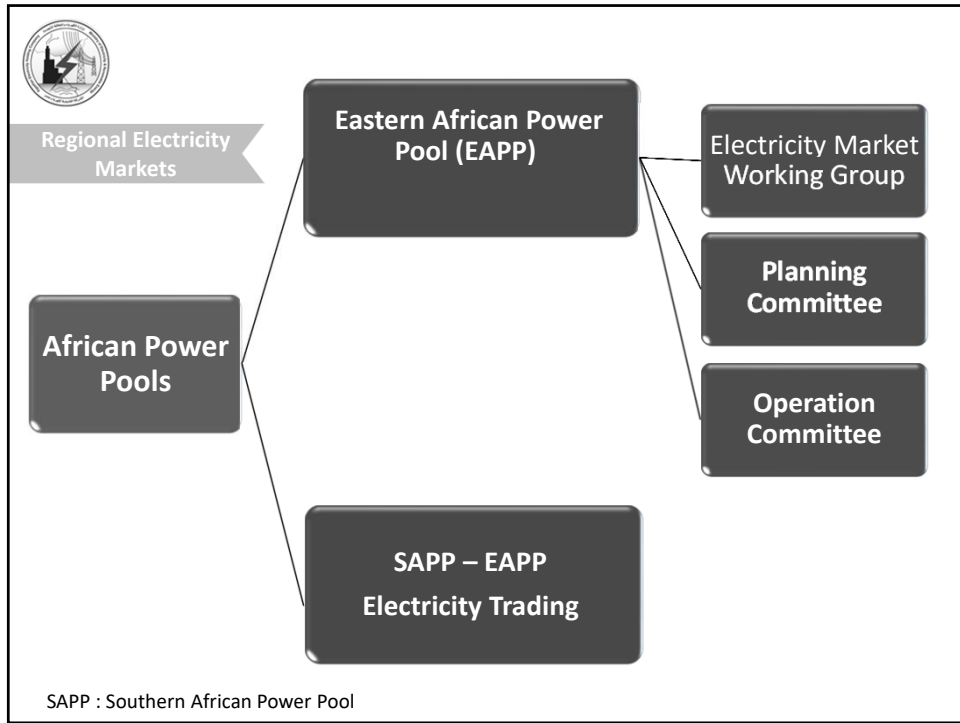 Regional Electricity
Markets
African Power
Pools
Eastern African Power
Pool (EAPP)
Electricity Market
Working Group
Planning
Committee
Operation
Committee
SAPP – EAPP
Electricity Trading
SAPP : Southern African Power Pool